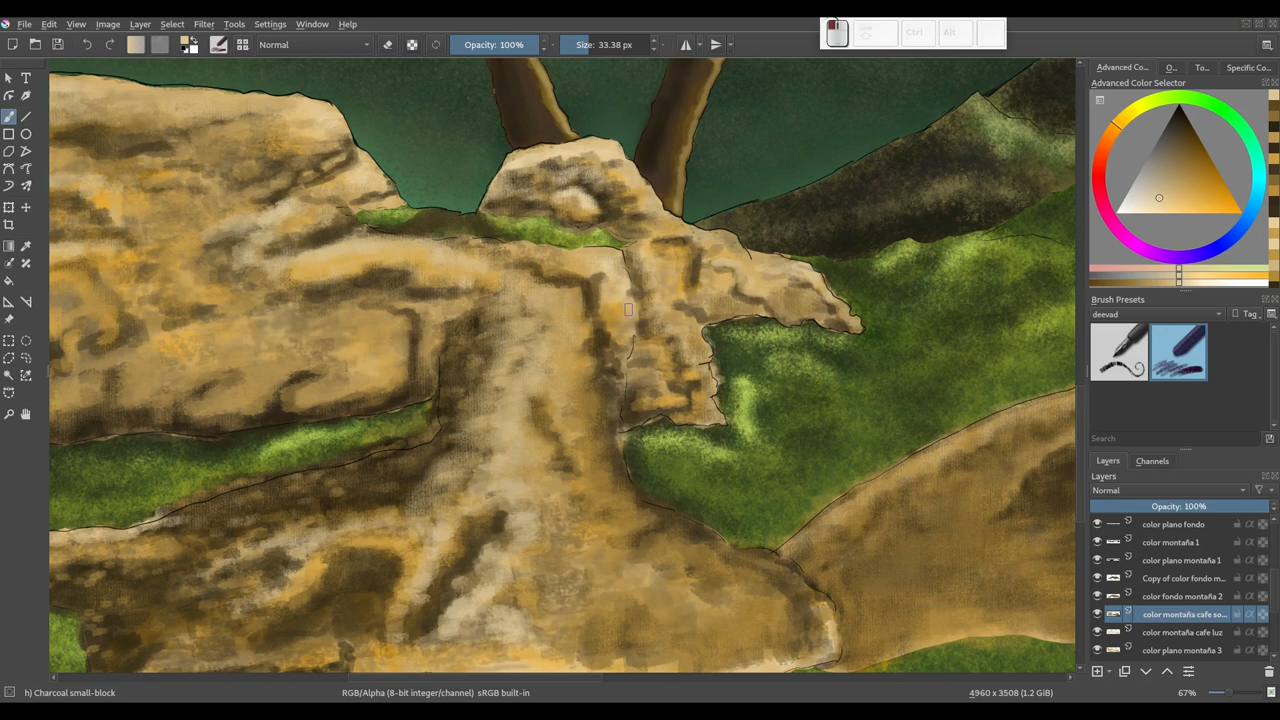 File Edit View Image Layer Select Filter Tools Settings Window Help
Ctrl Alt
Normal Opacity: 100% Size: 33.38 px
Advanced Co... O... To... Specific Co...
Advanced Color Selector
Brush Presets
deevad Tag
Search
Layers Channels
Layers
Normal
Opacity: 100%
color plano fondo
color montaña 1
color plano montaña 1
Copy of color fondo m...
color fondo montaña 2
color montaña cafe so...
color montaña cafe luz
color plano montaña 3
h) Charcoal small-block RGB/Alpha (8-bit integer/channel) sRGB built-in 4960 x 3508 (1.2 GiB) 67%